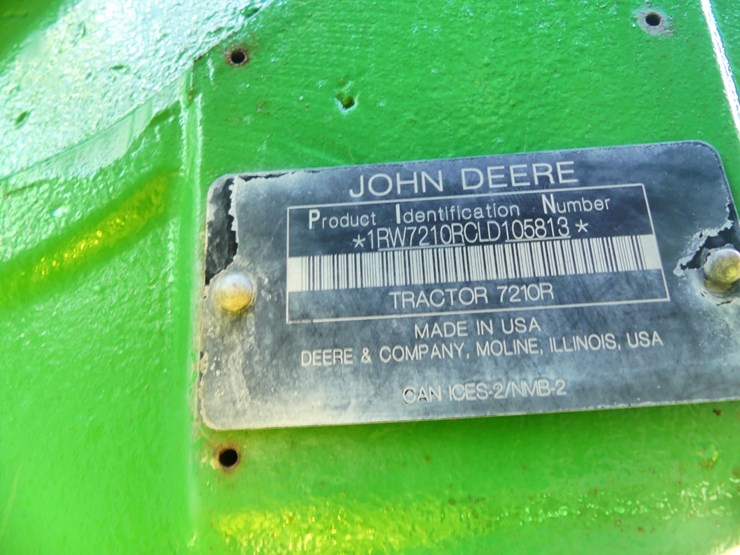 JOHN DEERE
Product Identification Number
*1RW7210RCLD105813*
TRACTOR 7210R
MADE IN USA
DEERE & COMPANY, MOLINE, ILLINOIS, USA
CAN ICES-2/NMB-2